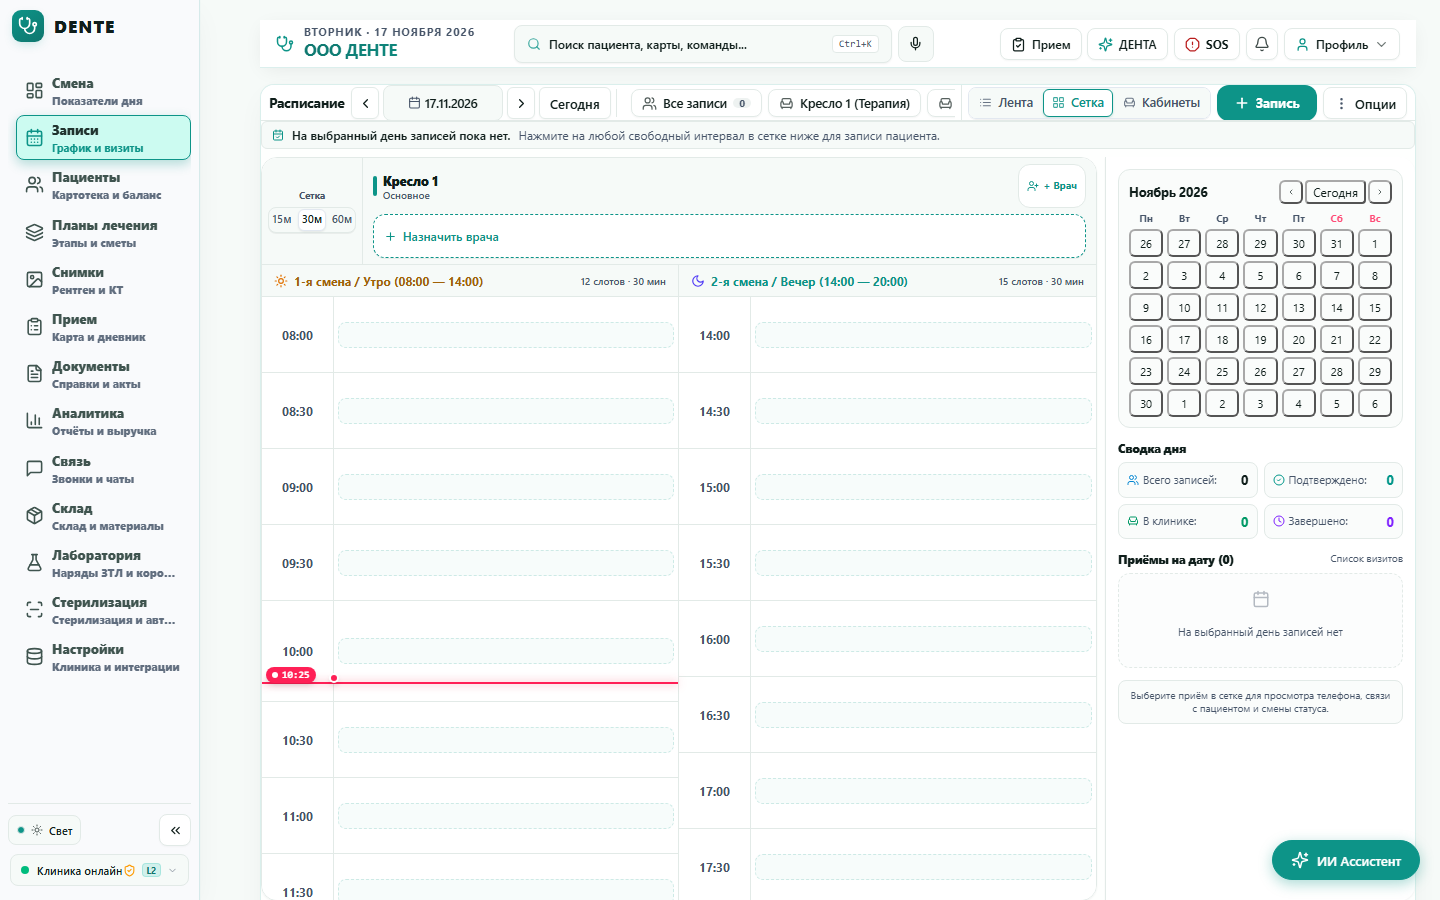 DENTE
Смена
Показатели дня
Записи
График и визиты
Пациенты
Картотека и баланс
Планы лечения
Этапы и сметы
Снимки
Рентген и КТ
Прием
Карта и дневник
Документы
Справки и акты
Аналитика
Отчёты и выручка
Связь
Звонки и чаты
Склад
Склад и материалы
Лаборатория
Наряды ЗТЛ и коро...
Стерилизация
Стерилизация и авт...
Настройки
Клиника и интеграции
Свет
Клиника онлайн L2
ВТОРНИК · 17 НОЯБРЯ 2026
ООО ДЕНТЕ
Поиск пациента, карты, команды... Ctrl+K
Прием ДЕНТА SOS Профиль
Расписание 17.11.2026 Сегодня Все записи 0 Кресло 1 (Терапия) Лента Сетка Кабинеты Запись Опции
На выбранный день записей пока нет. Нажмите на любой свободный интервал в сетке ниже для записи пациента.
Сетка
15м 30м 60м
Кресло 1
Основное
+ Врач
Назначить врача
1-я смена / Утро (08:00 — 14:00) 12 слотов · 30 мин
08:00
08:30
09:00
09:30
10:00
10:25
10:30
11:00
11:30
2-я смена / Вечер (14:00 — 20:00) 15 слотов · 30 мин
14:00
14:30
15:00
15:30
16:00
16:30
17:00
17:30
Ноябрь 2026 ‹ Сегодня ›
Пн Вт Ср Чт Пт Сб Вс
26 27 28 29 30 31 1
2 3 4 5 6 7 8
9 10 11 12 13 14 15
16 17 18 19 20 21 22
23 24 25 26 27 28 29
30 1 2 3 4 5 6
Сводка дня
Всего записей: 0 Подтверждено: 0
В клинике: 0 Завершено: 0
Приёмы на дату (0) Список визитов
На выбранный день записей нет
Выберите приём в сетке для просмотра телефона, связи
с пациентом и смены статуса.
ИИ Ассистент